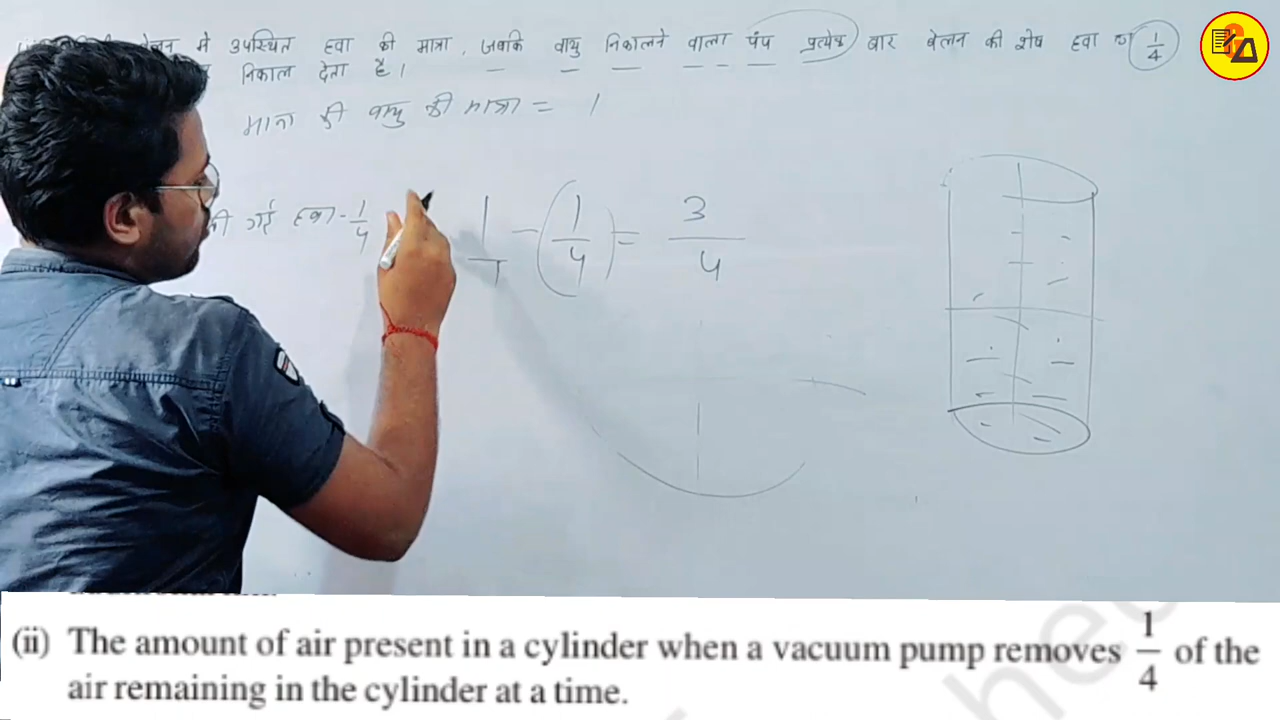 में उपस्थित हवा की मात्रा, जबकि वायु निकालने वाला पंप प्रत्येक बार बेलन की शेष हवा का 1/4
निकाल देता है।
माना की वायु की मात्रा = 1
की गई हवा - 1/4
1/1 - (1/4) = 3/4
(ii) The amount of air present in a cylinder when a vacuum pump removes 1/4 of the
air remaining in the cylinder at a time.